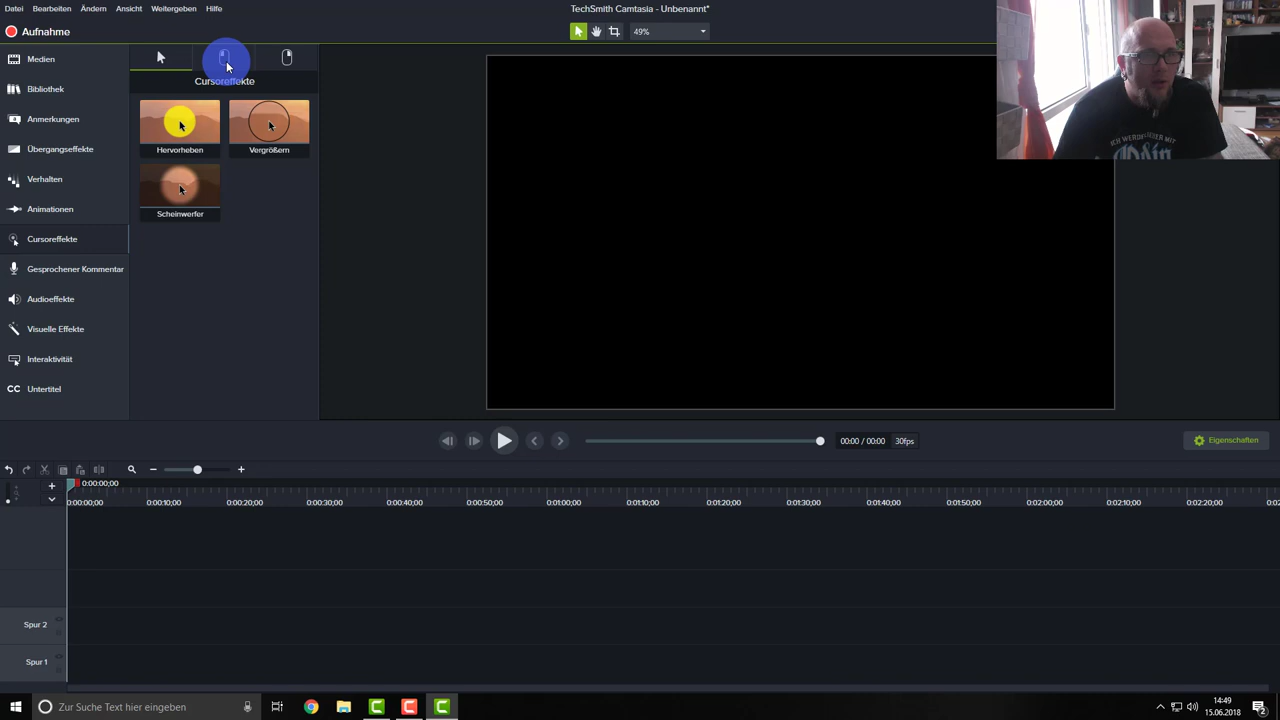 Datei Bearbeiten Ändern Ansicht Weitergeben Hilfe
TechSmith Camtasia - Unbenannt*
Aufnahme
49%
Medien
Bibliothek
Anmerkungen
Übergangseffekte
Verhalten
Animationen
Cursoreffekte
Gesprochener Kommentar
Audioeffekte
Visuelle Effekte
Interaktivität
CC Untertitel
Cursoreffekte
Hervorheben Vergrößern
Scheinwerfer
ICH WERDE LIEBER MIT
00:00 / 00:00 30fps
Eigenschaften
0:00:00;00
0:00:00;00 0:00:10;00 0:00:20;00 0:00:30;00 0:00:40;00 0:00:50;00 0:01:00;00 0:01:10;00 0:01:20;00 0:01:30;00 0:01:40;00 0:01:50;00 0:02:00;00 0:02:10;00 0:02:20;00
Spur 2
Spur 1
Zur Suche Text hier eingeben
14:49
15.06.2018
2